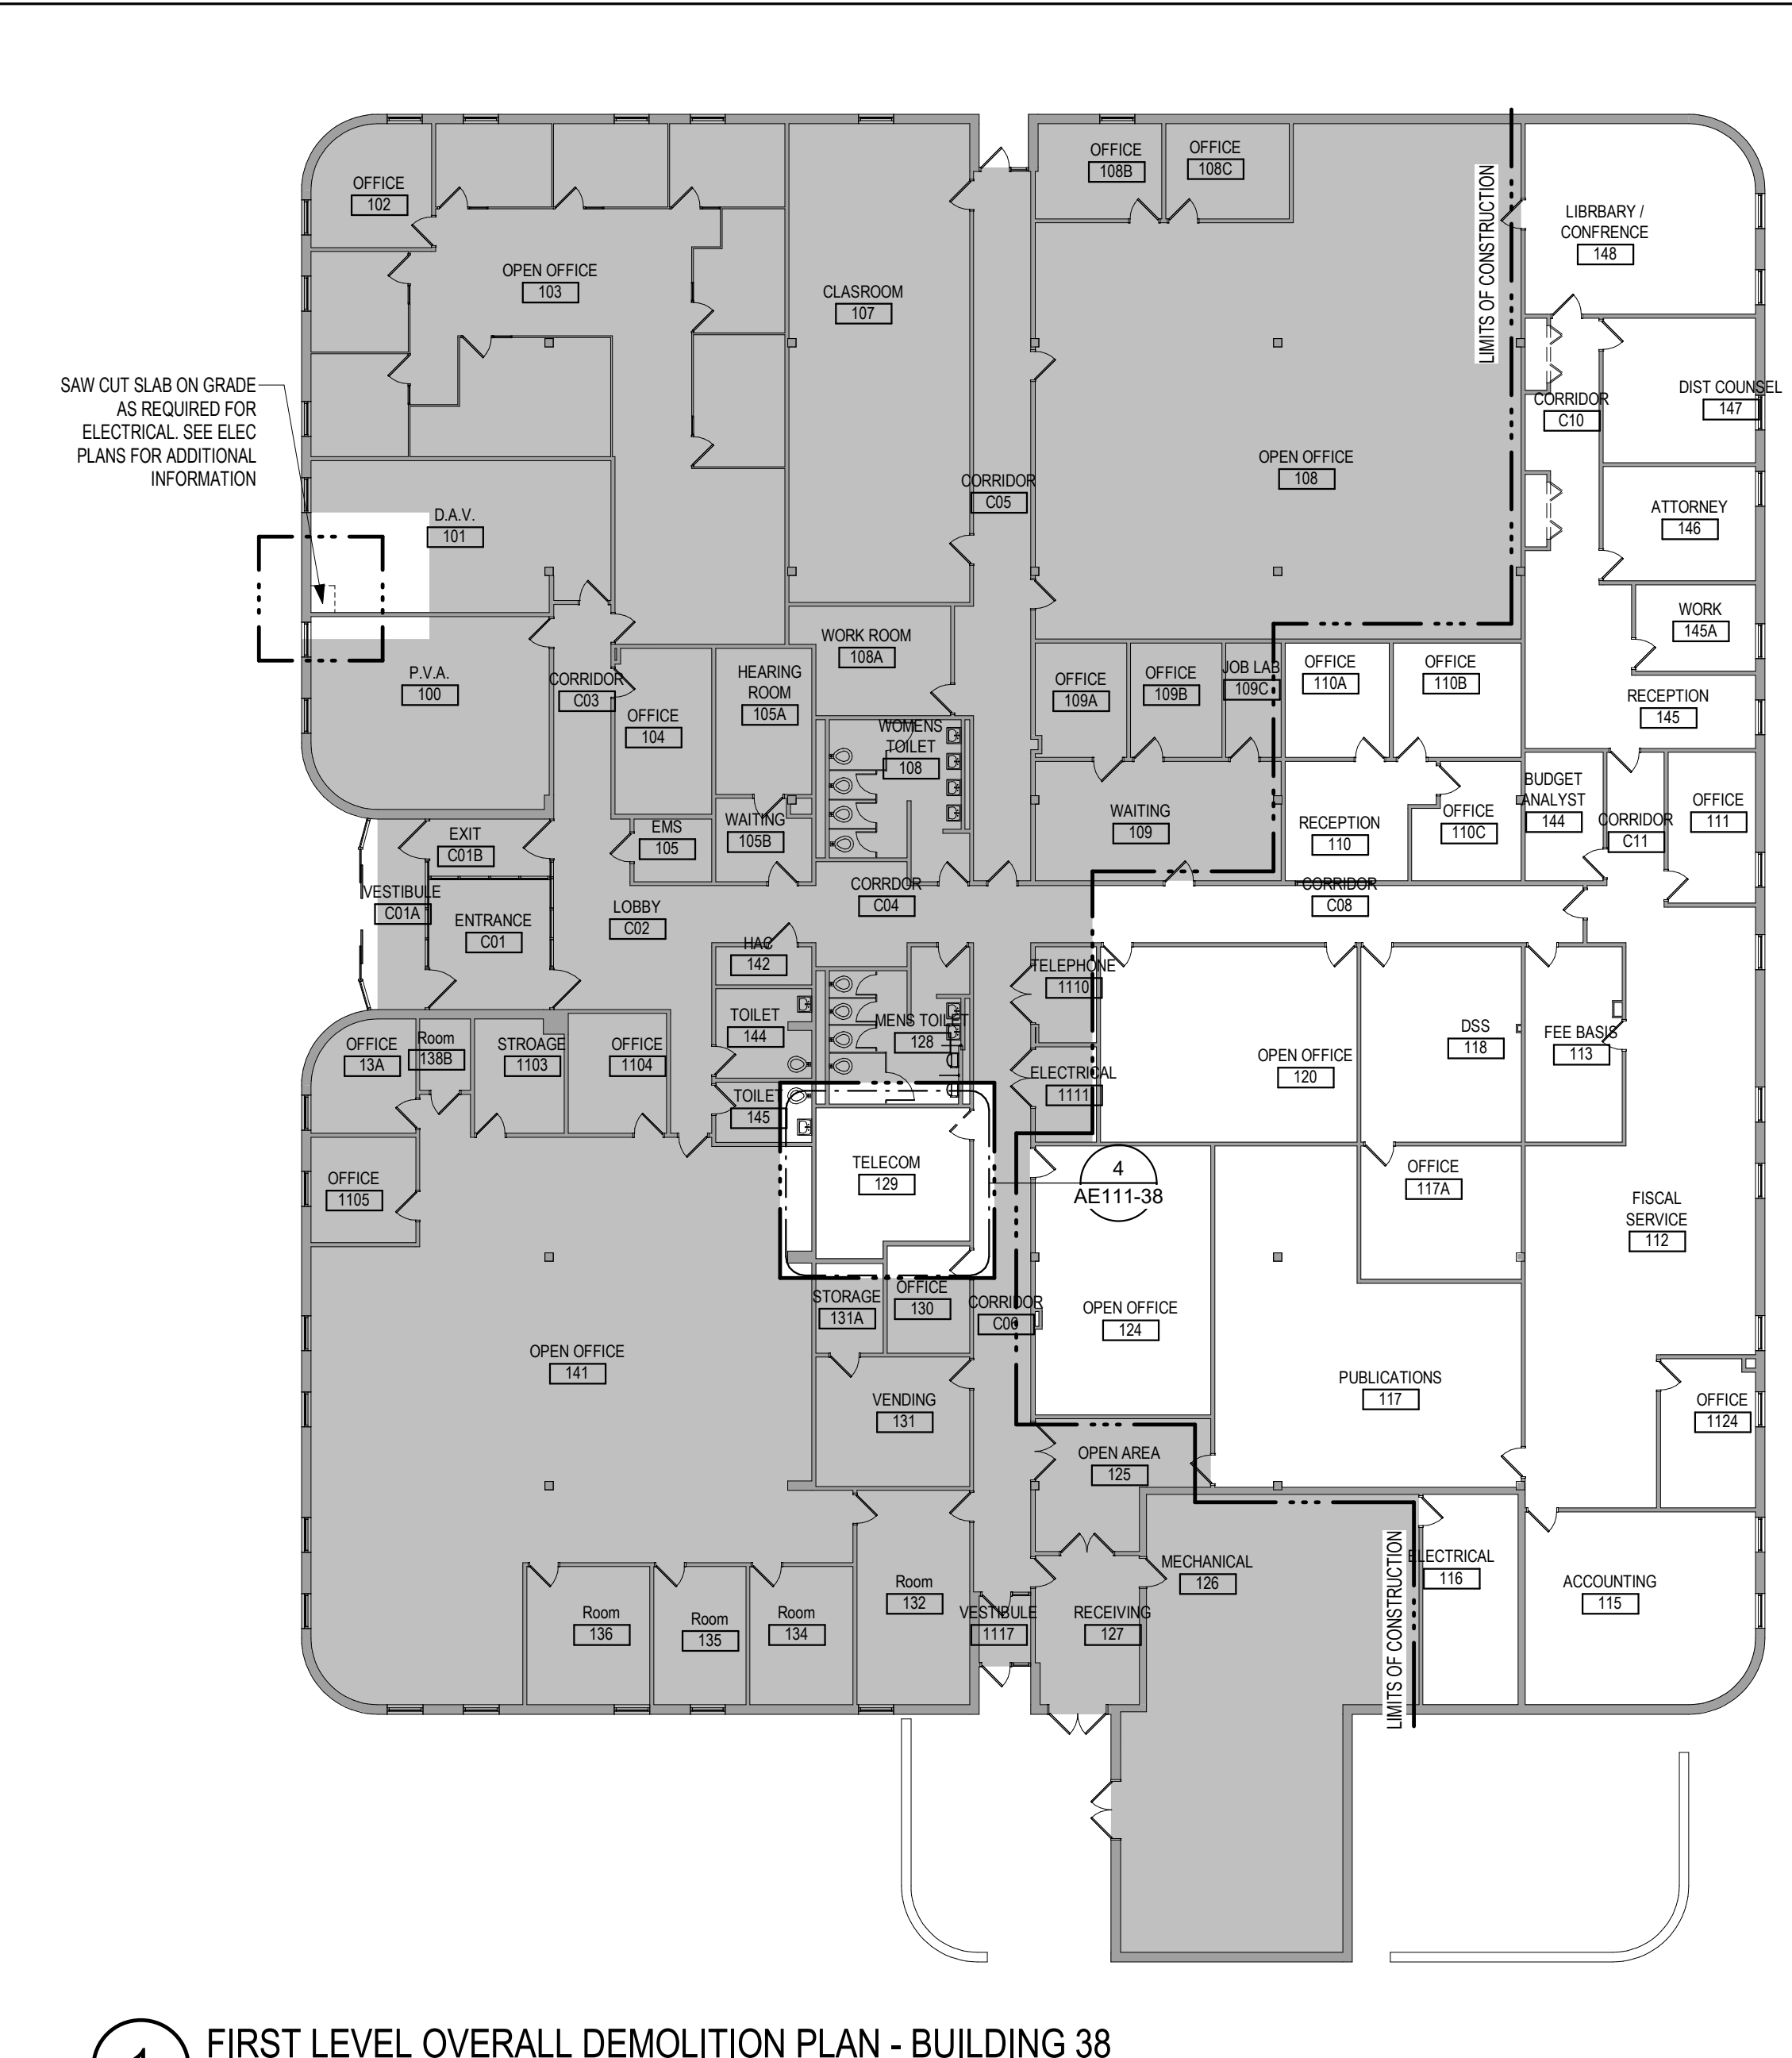 OFFICE
102
OPEN OFFICE
103
CLASROOM
107
OFFICE
108B
OFFICE
108C
LIMITS OF CONSTRUCTION
LIBRBARY /
CONFRENCE
148
SAW CUT SLAB ON GRADE
AS REQUIRED FOR
ELECTRICAL. SEE ELEC
PLANS FOR ADDITIONAL
INFORMATION
CORRIDOR
C10
DIST COUNSEL
147
D.A.V.
101
CORRIDOR
C05
OPEN OFFICE
108
ATTORNEY
146
WORK
145A
P.V.A.
100
CORRIDOR
C03
OFFICE
104
HEARING
ROOM
105A
WORK ROOM
108A
OFFICE
109A
OFFICE
109B
JOB LAB
109C
OFFICE
110A
OFFICE
110B
RECEPTION
145
WOMENS
TOILET
108
EXIT
C01B
EMS
105
WAITING
105B
WAITING
109
RECEPTION
110
OFFICE
110C
BUDGET
ANALYST
144
CORRIDOR
C11
OFFICE
111
VESTIBULE
C01A
ENTRANCE
C01
LOBBY
C02
CORRDOR
C04
CORRIDOR
C08
HAC
142
TELEPHONE
1110
TOILET
144
MENS TOILET
128
OFFICE
13A
Room
138B
STROAGE
1103
OFFICE
1104
OPEN OFFICE
120
DSS
118
FEE BASIS
113
TOILET
145
ELECTRICAL
1111
TELECOM
129
4
AE111-38
OFFICE
1105
OFFICE
117A
FISCAL
SERVICE
112
STORAGE
131A
OFFICE
130
CORRIDOR
C06
OPEN OFFICE
124
OPEN OFFICE
141
VENDING
131
PUBLICATIONS
117
OFFICE
1124
OPEN AREA
125
LIMITS OF CONSTRUCTION
MECHANICAL
126
ELECTRICAL
116
ACCOUNTING
115
Room
136
Room
135
Room
134
Room
132
VESTIBULE
1117
RECEIVING
127
1
FIRST LEVEL OVERALL DEMOLITION PLAN - BUILDING 38